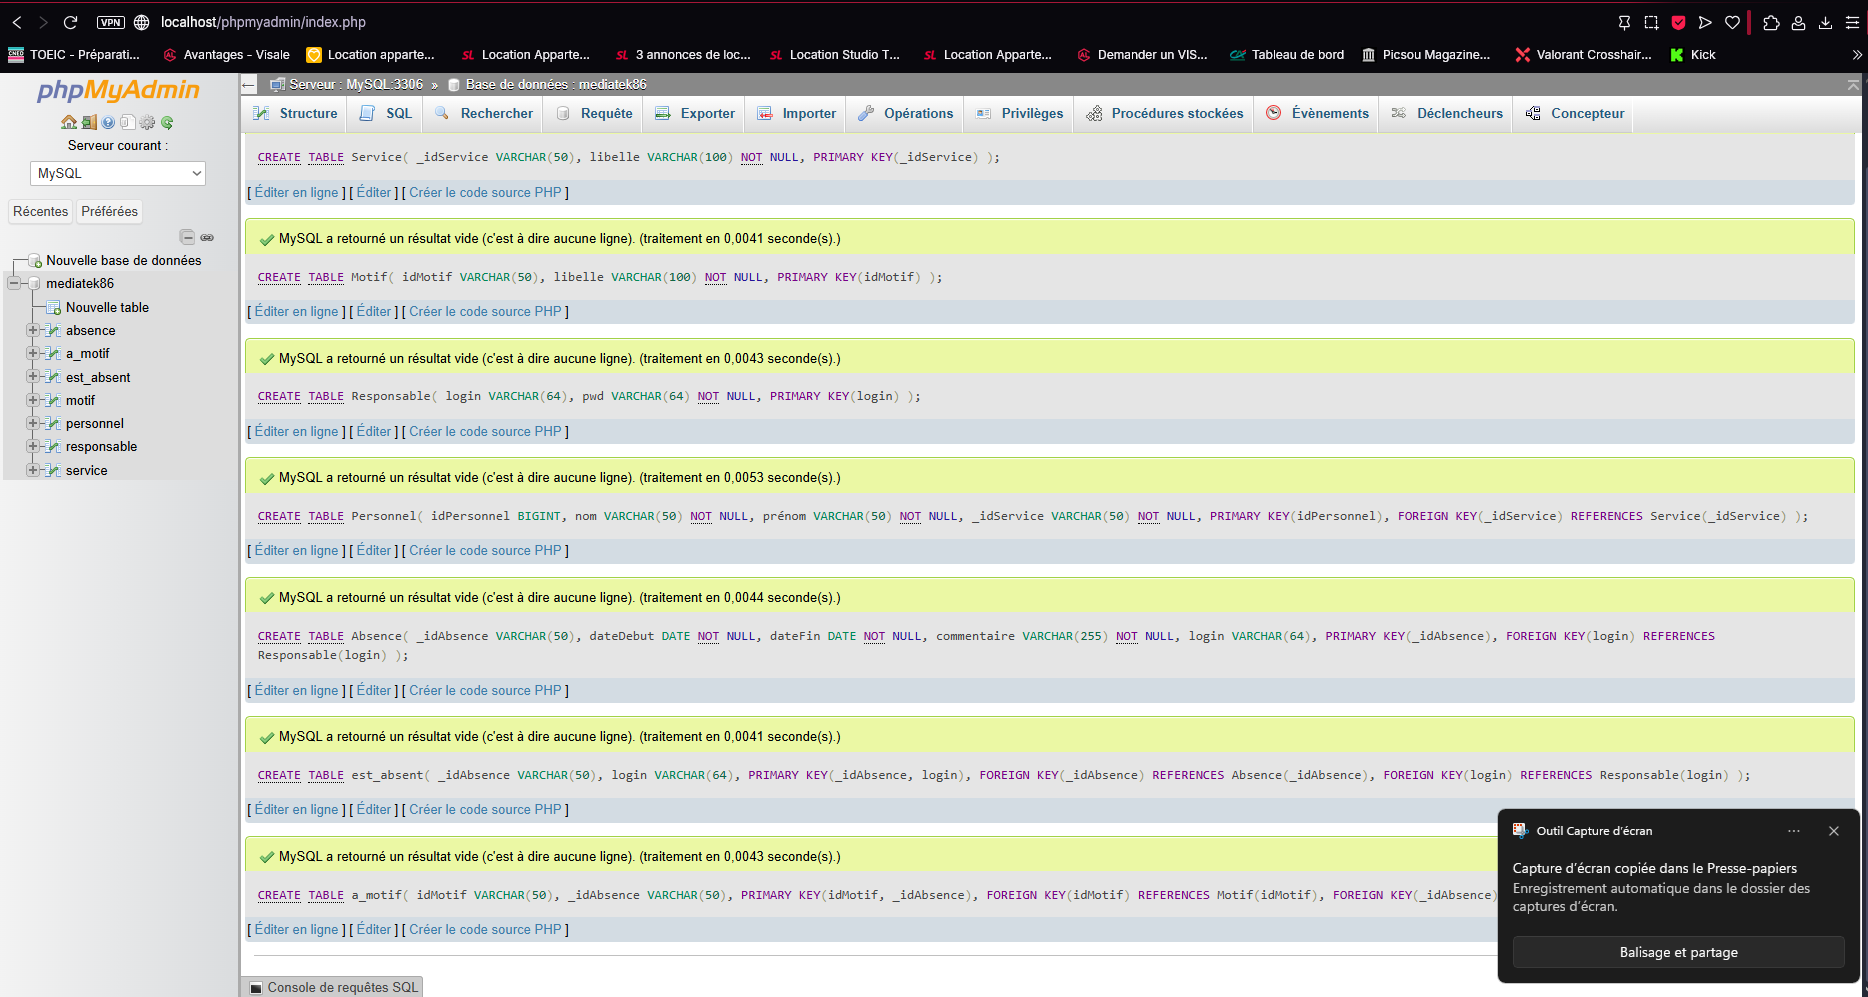 VPN localhost/phpmyadmin/index.php
CNED TOEIC - Préparati... Avantages - Visale Location apparte... SL Location Apparte... SL 3 annonces de loc... SL Location Studio T... SL Location Apparte... Demander un VIS... Tableau de bord Picsou Magazine... Valorant Crosshair... Kick
phpMyAdmin
Serveur courant :
MySQL
Récentes Préférées
Nouvelle base de données
mediatek86
Nouvelle table
absence
a_motif
est_absent
motif
personnel
responsable
service
Serveur : MySQL:3306 » Base de données : mediatek86
Structure SQL Rechercher Requête Exporter Importer Opérations Privilèges Procédures stockées Évènements Déclencheurs Concepteur
CREATE TABLE Service( _idService VARCHAR(50), libelle VARCHAR(100) NOT NULL, PRIMARY KEY(_idService) );
[ Éditer en ligne ] [ Éditer ] [ Créer le code source PHP ]
MySQL a retourné un résultat vide (c'est à dire aucune ligne). (traitement en 0,0041 seconde(s).)
CREATE TABLE Motif( idMotif VARCHAR(50), libelle VARCHAR(100) NOT NULL, PRIMARY KEY(idMotif) );
[ Éditer en ligne ] [ Éditer ] [ Créer le code source PHP ]
MySQL a retourné un résultat vide (c'est à dire aucune ligne). (traitement en 0,0043 seconde(s).)
CREATE TABLE Responsable( login VARCHAR(64), pwd VARCHAR(64) NOT NULL, PRIMARY KEY(login) );
[ Éditer en ligne ] [ Éditer ] [ Créer le code source PHP ]
MySQL a retourné un résultat vide (c'est à dire aucune ligne). (traitement en 0,0053 seconde(s).)
CREATE TABLE Personnel( idPersonnel BIGINT, nom VARCHAR(50) NOT NULL, prénom VARCHAR(50) NOT NULL, _idService VARCHAR(50) NOT NULL, PRIMARY KEY(idPersonnel), FOREIGN KEY(_idService) REFERENCES Service(_idService) );
[ Éditer en ligne ] [ Éditer ] [ Créer le code source PHP ]
MySQL a retourné un résultat vide (c'est à dire aucune ligne). (traitement en 0,0044 seconde(s).)
CREATE TABLE Absence( _idAbsence VARCHAR(50), dateDebut DATE NOT NULL, dateFin DATE NOT NULL, commentaire VARCHAR(255) NOT NULL, login VARCHAR(64), PRIMARY KEY(_idAbsence), FOREIGN KEY(login) REFERENCES
Responsable(login) );
[ Éditer en ligne ] [ Éditer ] [ Créer le code source PHP ]
MySQL a retourné un résultat vide (c'est à dire aucune ligne). (traitement en 0,0041 seconde(s).)
CREATE TABLE est_absent( _idAbsence VARCHAR(50), login VARCHAR(64), PRIMARY KEY(_idAbsence, login), FOREIGN KEY(_idAbsence) REFERENCES Absence(_idAbsence), FOREIGN KEY(login) REFERENCES Responsable(login) );
[ Éditer en ligne ] [ Éditer ] [ Créer le code source PHP ]
MySQL a retourné un résultat vide (c'est à dire aucune ligne). (traitement en 0,0043 seconde(s).)
CREATE TABLE a_motif( idMotif VARCHAR(50), _idAbsence VARCHAR(50), PRIMARY KEY(idMotif, _idAbsence), FOREIGN KEY(idMotif) REFERENCES Motif(idMotif), FOREIGN KEY(_idAbsence)
[ Éditer en ligne ] [ Éditer ] [ Créer le code source PHP ]
Console de requêtes SQL
Outil Capture d'écran
Capture d'écran copiée dans le Presse-papiers
Enregistrement automatique dans le dossier des
captures d'écran.
Balisage et partage